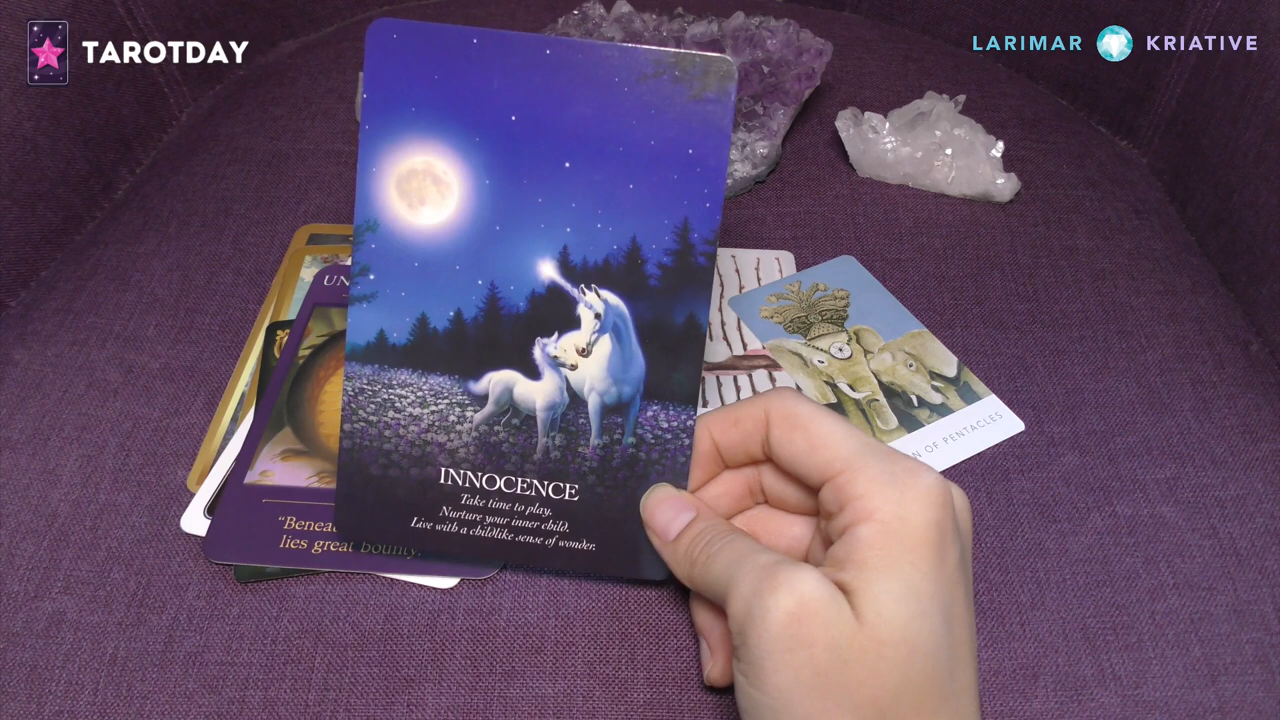 TAROTDAY
LARIMAR KRIATIVE
UN
INNOCENCE
Take time to play.
Nurture your inner child.
Live with a childlike sense of wonder.
"Beneat
lies great bounty."
N OF PENTACLES